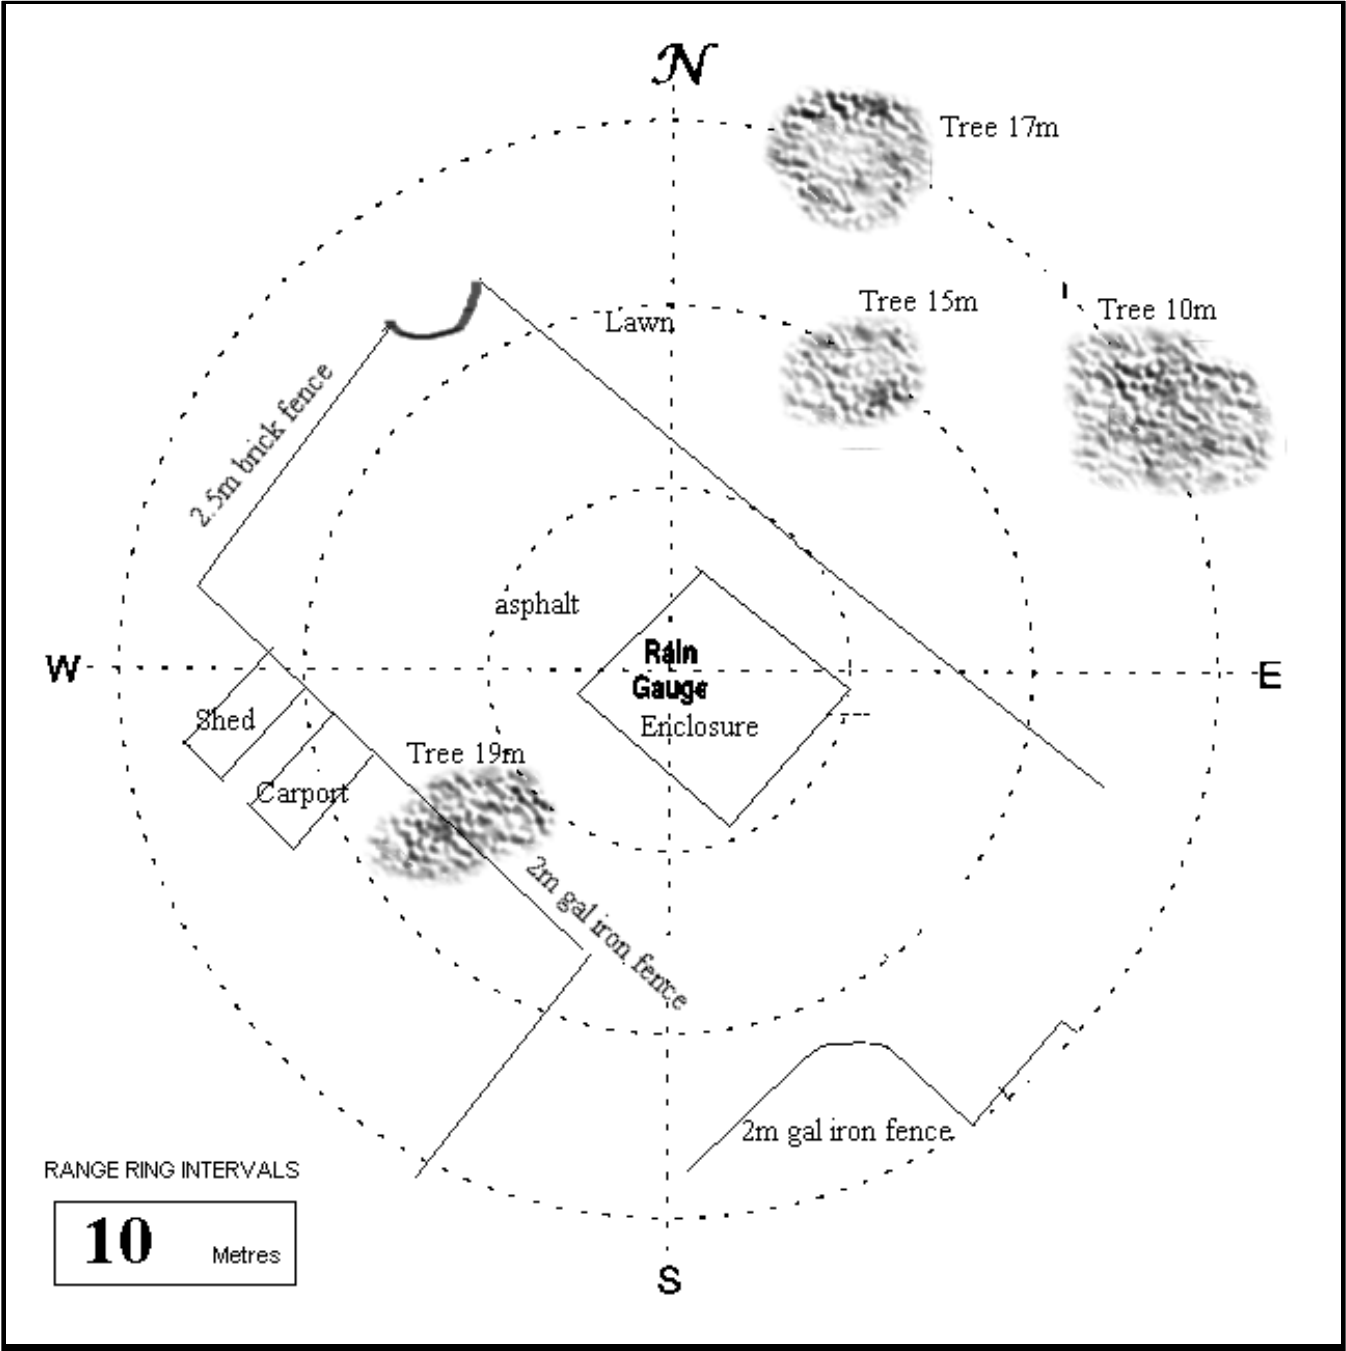 N
Tree 17m
Tree 15m
Tree 10m
Lawn
2.5m brick fence
asphalt
Rain
Gauge
Enclosure
W
E
Shed
Tree 19m
Carport
2m gal iron fence
2m gal iron fence
RANGE RING INTERVALS
10 Metres
S